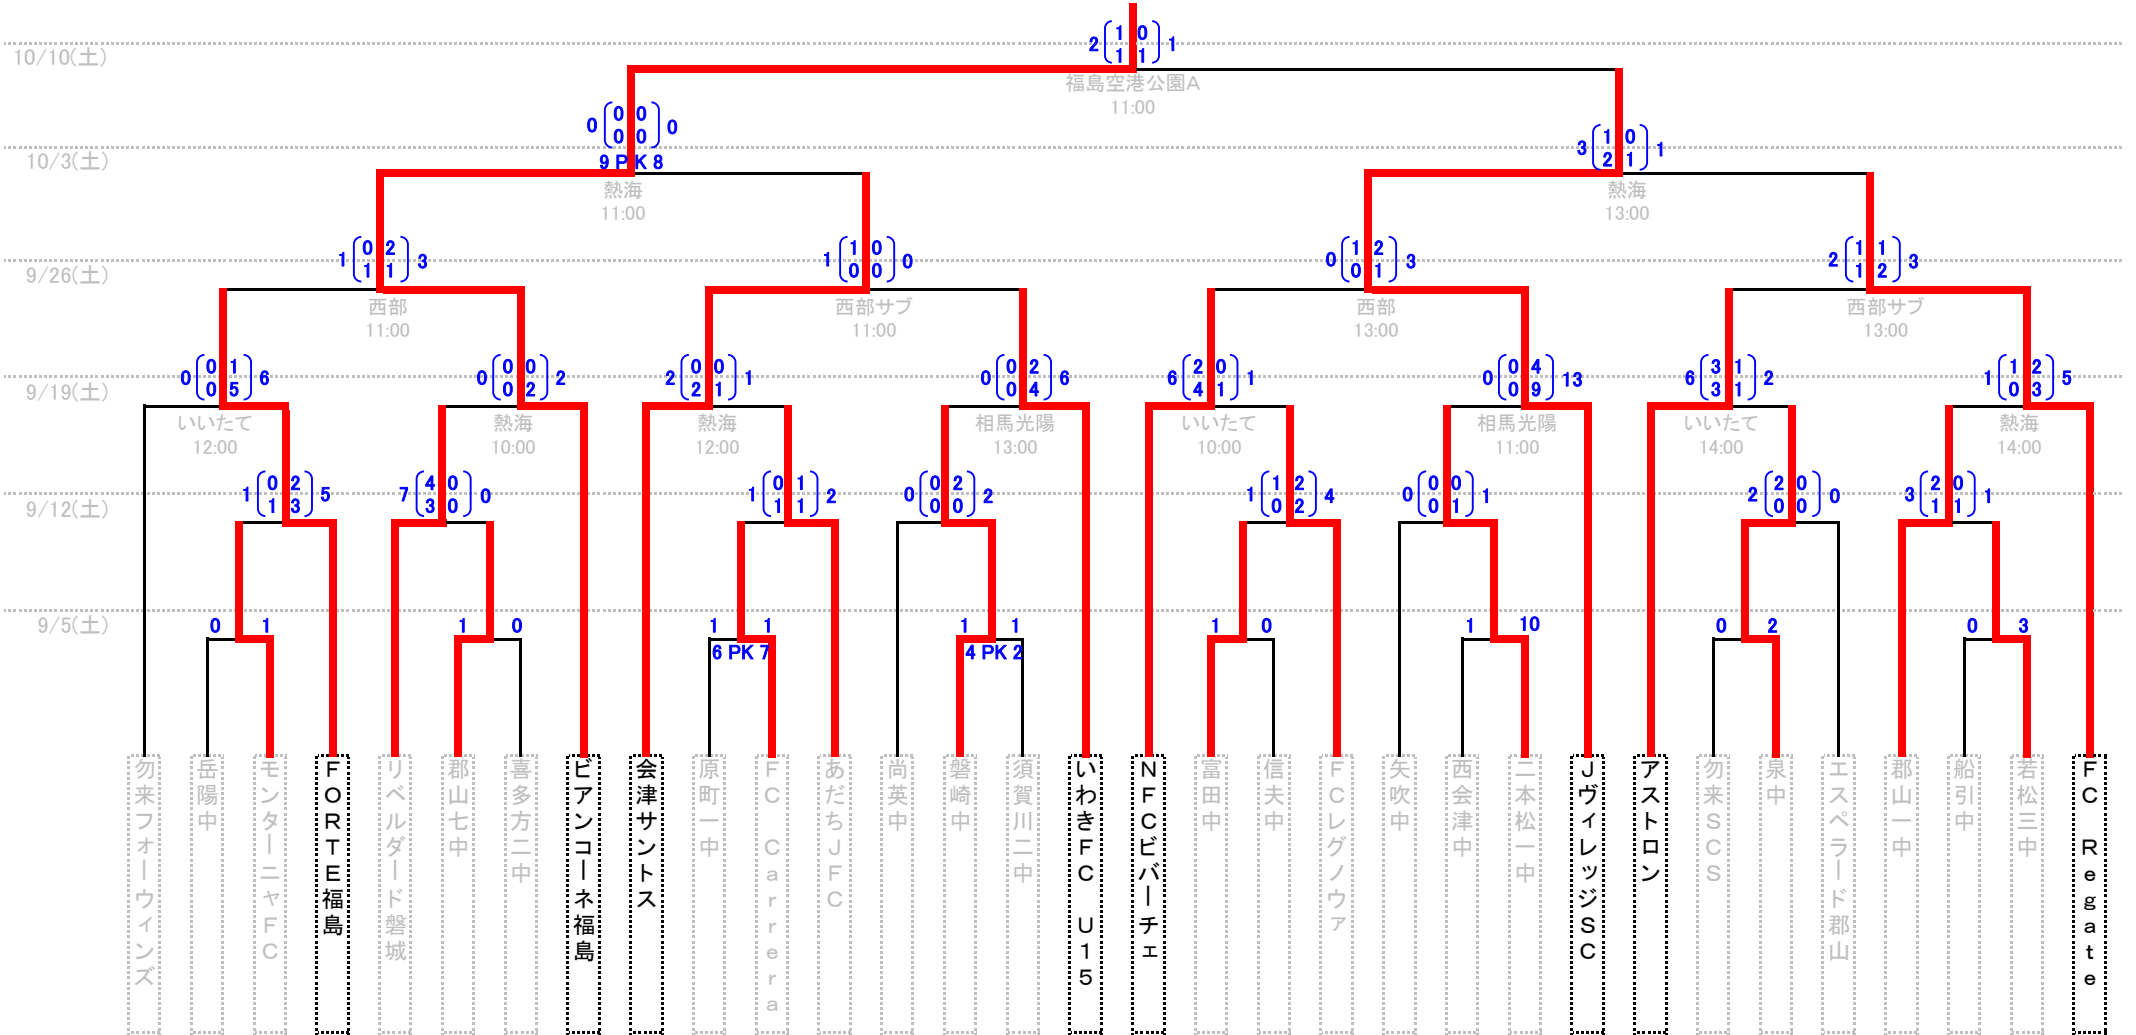 2 1 0 1
1 1
10/10(土)
福島空港公園A
11:00
0 0 0 0
0 0
9 PK 8
3 1 0 1
2 1
10/3(土)
熱海
11:00
熱海
13:00
1 0 2 3
1 1
1 1 0 0
0 0
0 1 2 3
0 1
2 1 1 3
1 2
9/26(土)
西部
11:00
西部サブ
11:00
西部
13:00
西部サブ
13:00
0 0 1 6
0 5
0 0 0 2
0 2
2 0 0 1
2 1
0 0 2 6
0 4
6 2 0 1
4 1
0 0 4 13
0 9
6 3 1 2
3 1
1 1 2 5
0 3
9/19(土)
いいたて
12:00
熱海
10:00
熱海
12:00
相馬光陽
13:00
いいたて
10:00
相馬光陽
11:00
いいたて
14:00
熱海
14:00
1 0 2 5
1 3
7 4 0 0
3 0
1 0 1 2
1 1
0 0 2 2
0 0
1 1 2 4
0 2
0 0 0 1
0 1
2 2 0 0
0 0
3 2 0 1
1 1
9/12(土)
9/5(土)
0 1
1 0
1 1
6 PK 7
1 1
4 PK 2
1 0
1 10
0 2
0 3
勿来フォーウィンズ
岳陽中
モンターニャFC
FORTE福島
リベルダード磐城
郡山七中
喜多方二中
ビアンコーネ福島
会津サントス
原町一中
FC Carrera
あだちJFC
尚英中
磐崎中
須賀川二中
いわきFC U15
NFCビバーチェ
富田中
信夫中
FCレグノウァ
矢吹中
西会津中
二本松一中
JヴィレッジSC
アストロン
勿来SCS
泉中
エスペラード郡山
郡山一中
船引中
若松三中
FC Regate